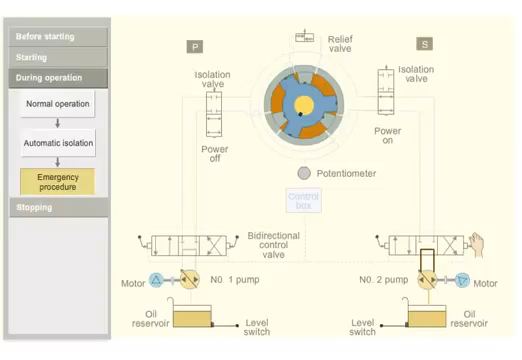 Before starting
Starting
During operation
Normal operation
Automatic isolation
Emergency
procedure
Stopping
P
Relief
valve
S
Isolation
valve
Isolation
valve
Power
off
Power
on
Potentiometer
Control
box
Bidirectional
control
valve
Motor
N0. 1 pump
N0. 2 pump
Motor
Oil
reservoir
Level
switch
Level
switch
Oil
reservoir